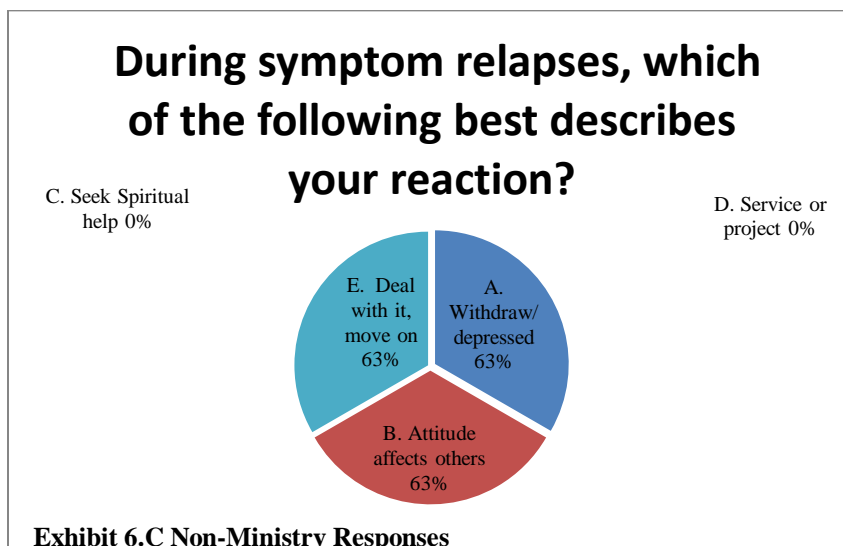 During symptom relapses, which
of the following best describes
your reaction?
C. Seek Spiritual
help 0%
D. Service or
project 0%
E. Deal
with it,
move on
63%
A.
Withdraw/
depressed
63%
B. Attitude
affects others
63%
Exhibit 6.C Non-Ministry Responses